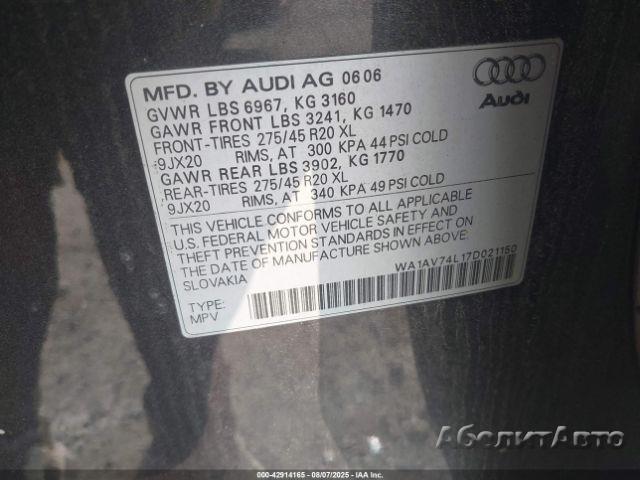 MFD. BY AUDI AG 06 06
GVWR LBS 6967, KG 3160
GAWR FRONT LBS 3241, KG 1470
FRONT-TIRES 275/45 R20 XL
9JX20 RIMS, AT 300 KPA 44 PSI COLD
GAWR REAR LBS 3902, KG 1770
REAR-TIRES 275/45 R20 XL
9JX20 RIMS, AT 340 KPA 49 PSI COLD
THIS VEHICLE CONFORMS TO ALL APPLICABLE
U.S. FEDERAL MOTOR VEHICLE SAFETY AND
THEFT PREVENTION STANDARDS IN EFFECT ON
THE DATE OF MANUFACTURE SHOWN ABOVE.
SLOVAKIA
WA1AV74L17D021150
TYPE:
MPV
Audi
АболитАвто
000-42914165 - 08/07/2025 - IAA Inc.